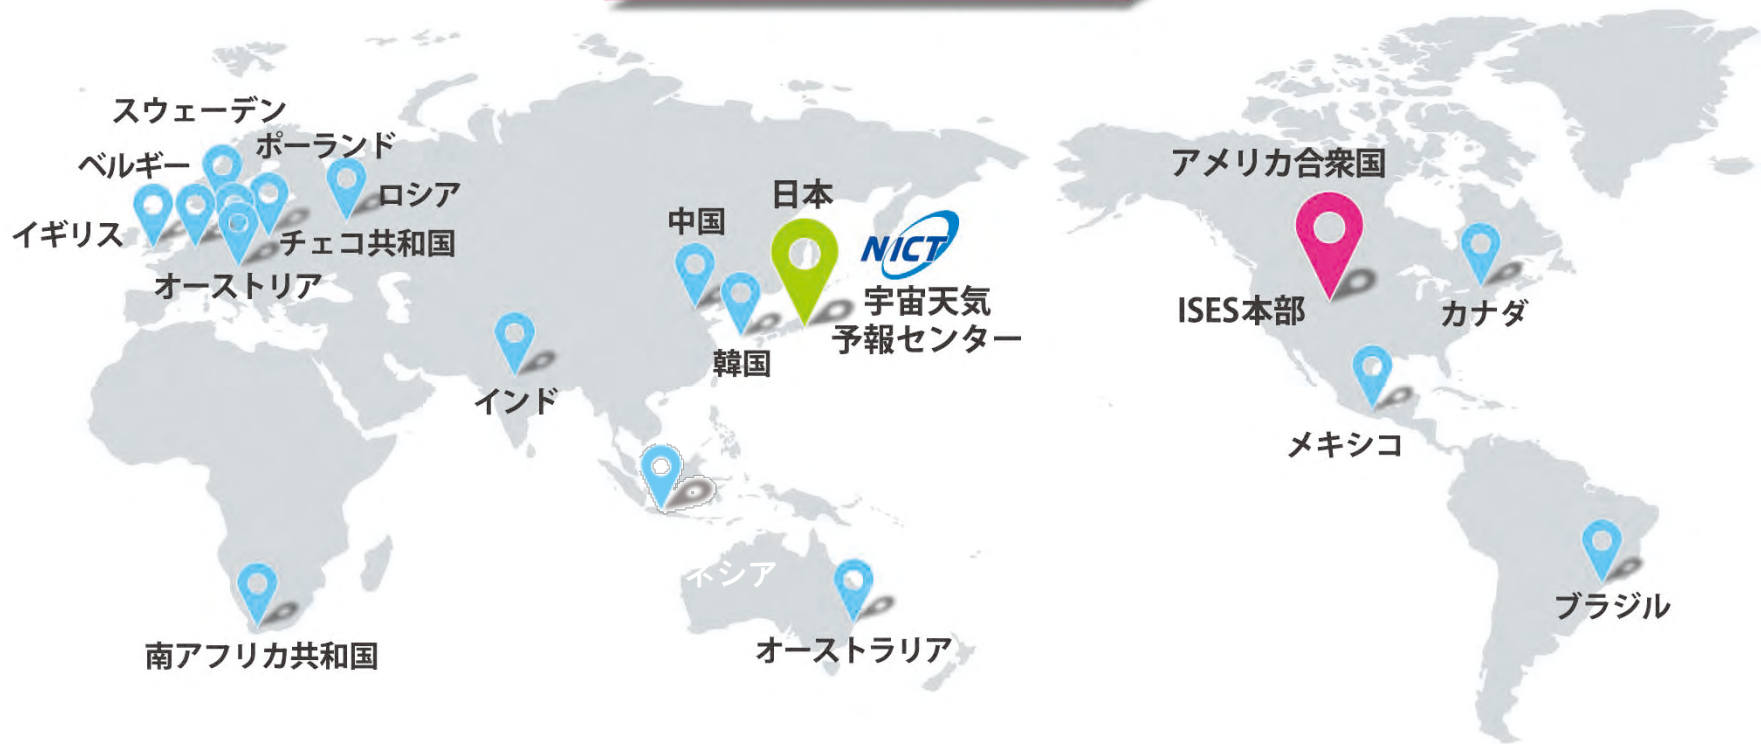 スウェーデン
ポーランド
ベルギー
ロシア
イギリス
チェコ共和国
オーストリア
中国
日本
NICT
宇宙天気
予報センター
韓国
インド
ネシア
南アフリカ共和国
オーストラリア
アメリカ合衆国
ISES本部
カナダ
メキシコ
ブラジル